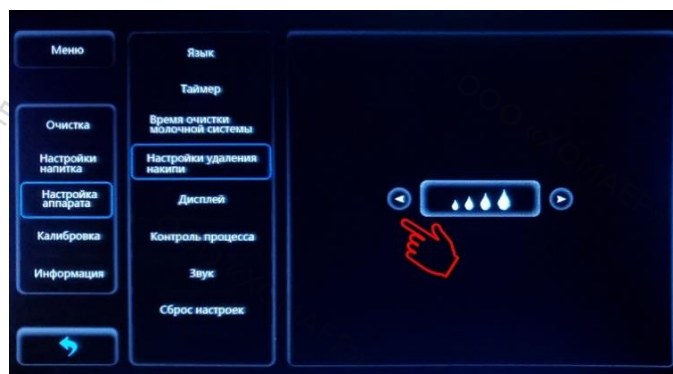 Меню
Очистка
Настройки
напитка
Настройка
аппарата
Калибровка
Информация
Язык
Таймер
Время очистки
молочной системы
Настройки удаления
накипи
Дисплей
Контроль процесса
Звук
Сброс настроек